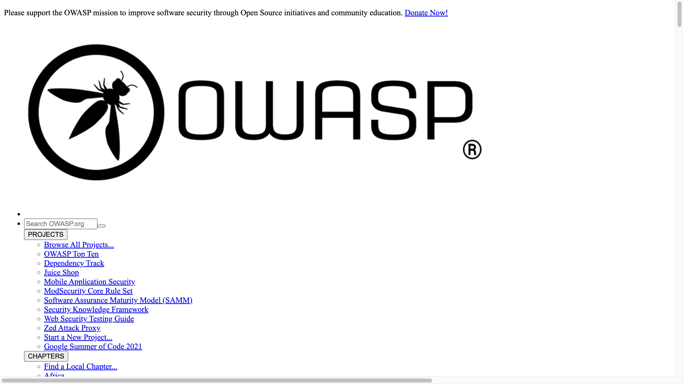 Please support the OWASP mission to improve software security through Open Source initiatives and community education. Donate Now!
OWASP®
Search OWASP.org
PROJECTS
Browse All Projects...
OWASP Top Ten
Dependency Track
Juice Shop
Mobile Application Security
ModSecurity Core Rule Set
Software Assurance Maturity Model (SAMM)
Security Knowledge Framework
Web Security Testing Guide
Zed Attack Proxy
Start a New Project...
Google Summer of Code 2021
CHAPTERS
Find a Local Chapter...
Africa